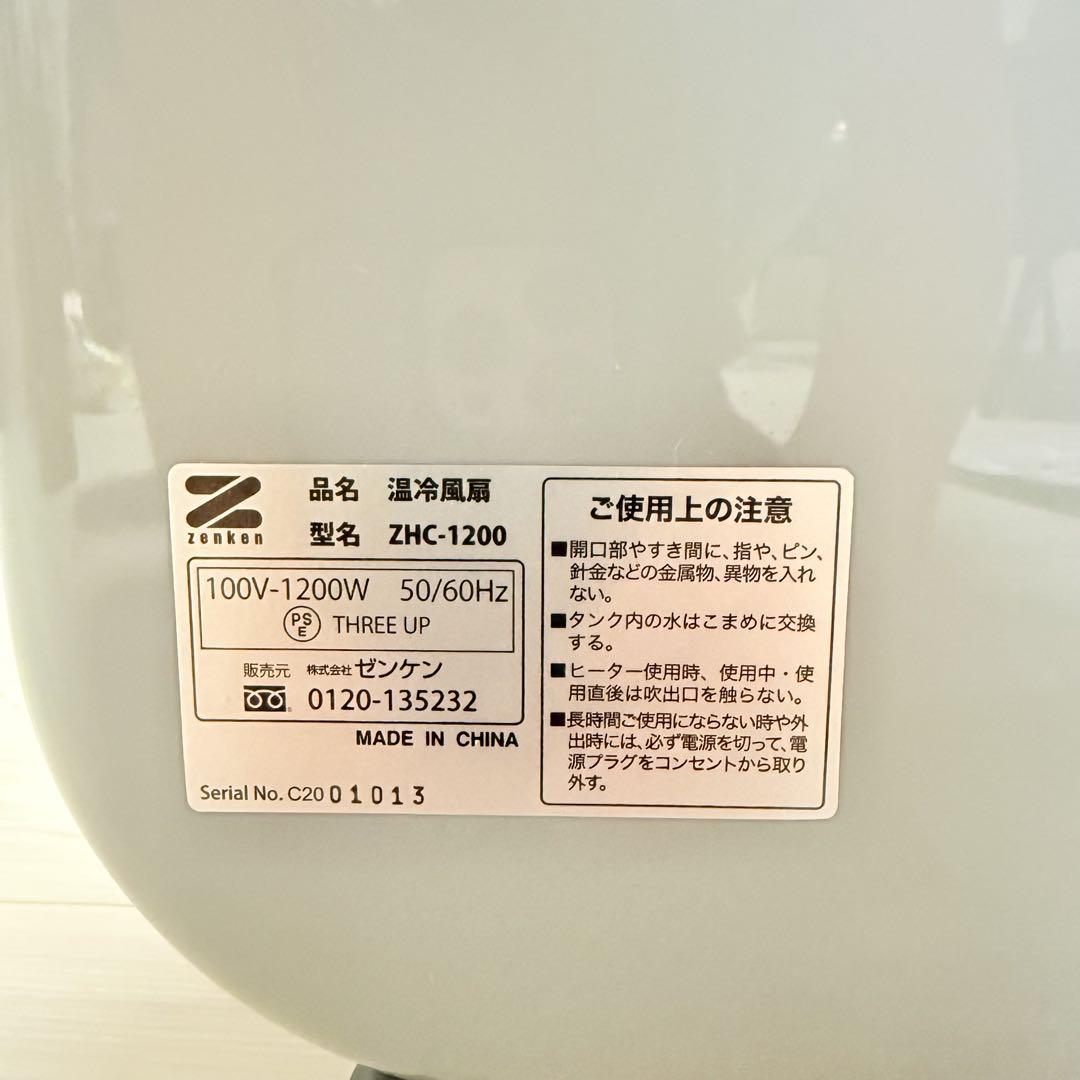 zenken
品名 温冷風扇
型名 ZHC-1200
100V-1200W 50/60Hz
PSE THREE UP
販売元 株式会社ゼンケン
0120-135232
MADE IN CHINA
Serial No. C2001013
ご使用上の注意
■開口部やすき間に、指や、ピン、
針金などの金属物、異物を入れ
ない。
■タンク内の水はこまめに交換
する。
■ヒーター使用時、使用中・使
用直後は吹出口を触らない。
■長時間ご使用にならない時や外
出時には、必ず電源を切って、電
源プラグをコンセントから取り
外す。